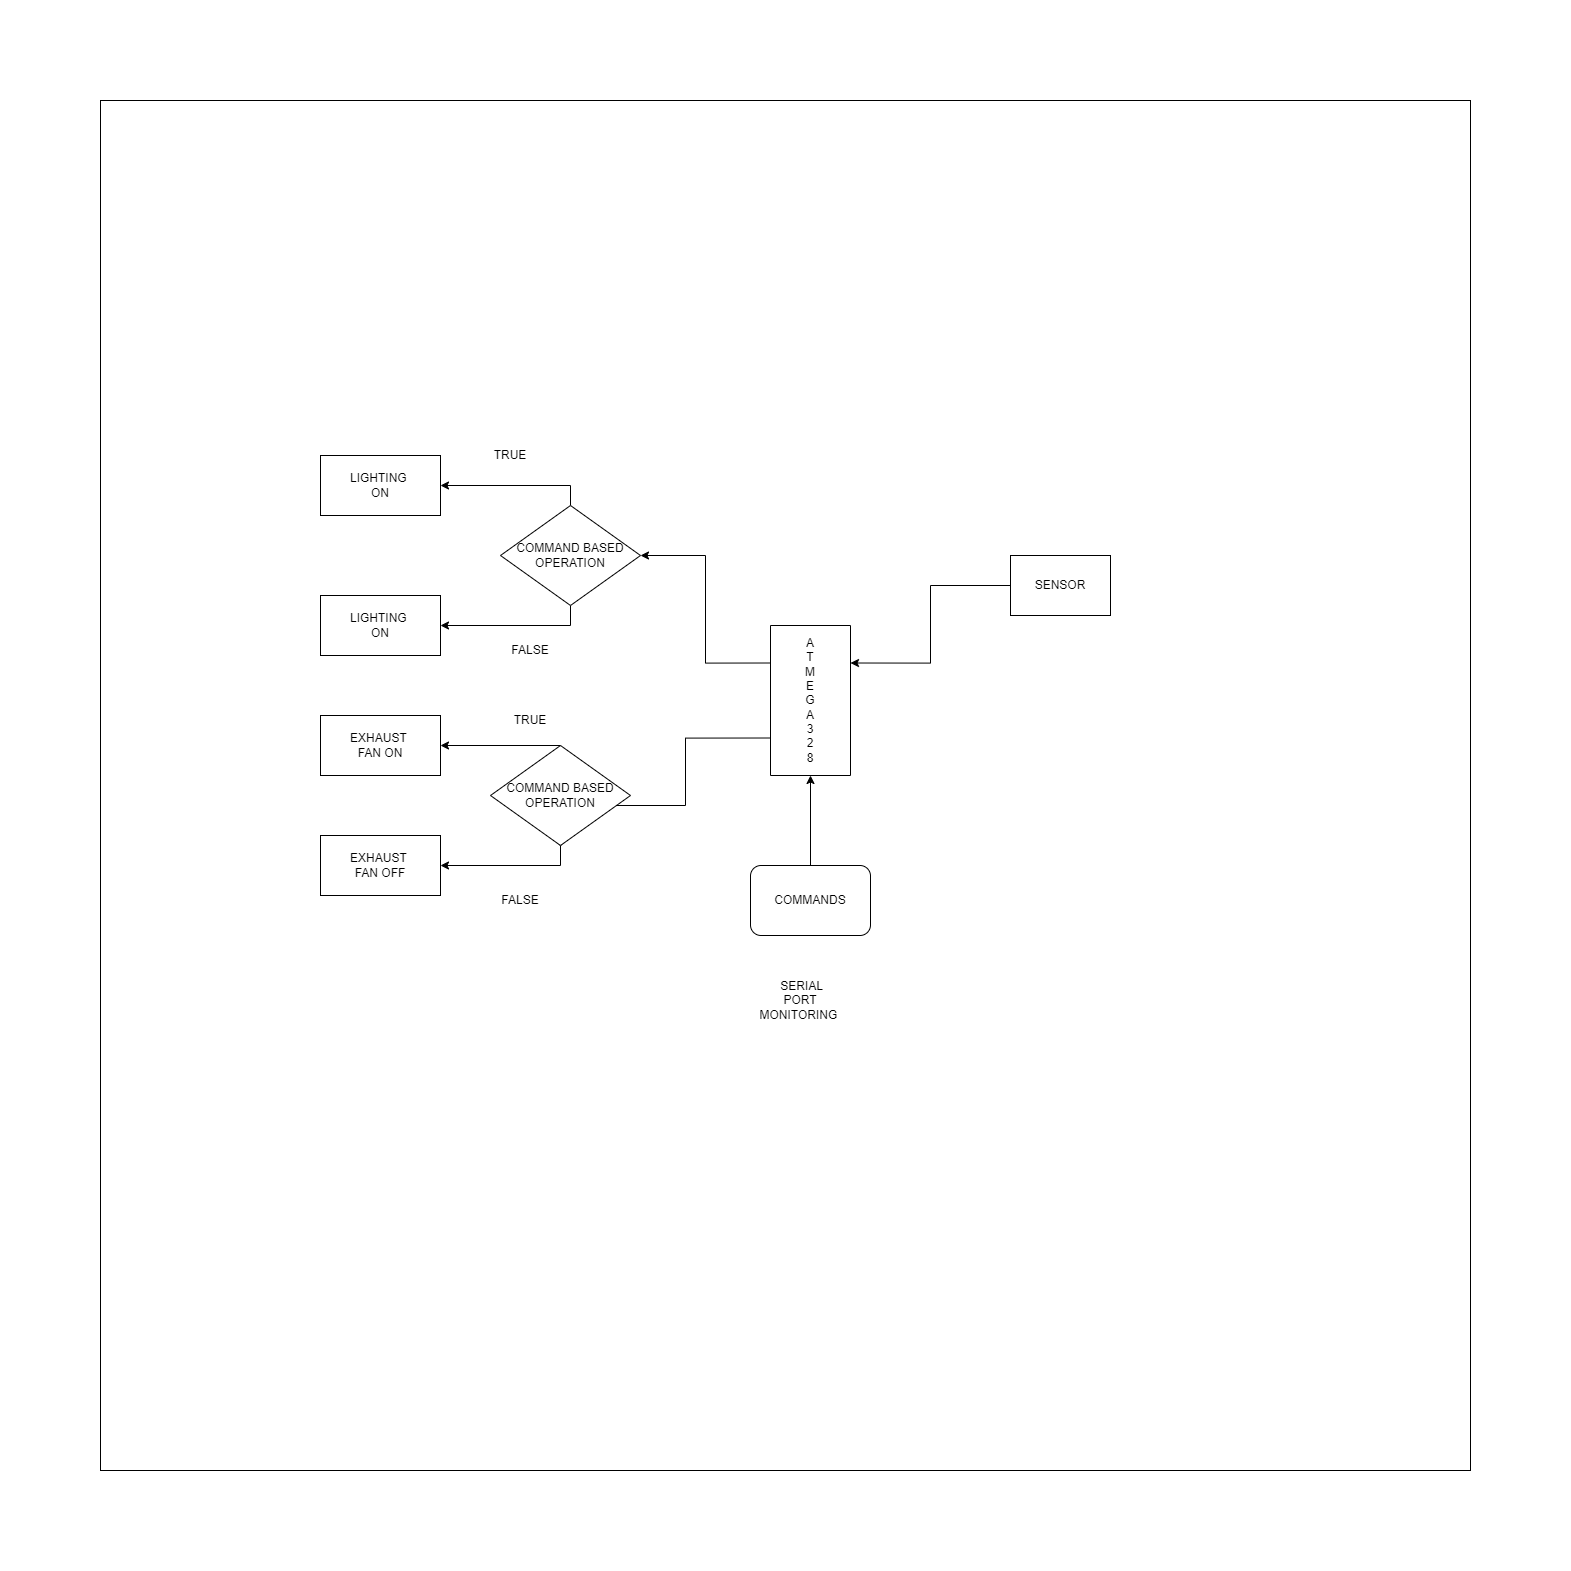 TRUE
LIGHTING
ON
COMMAND BASED
OPERATION
LIGHTING
ON
FALSE
SENSOR
A
T
M
E
G
A
3
2
8
TRUE
EXHAUST
FAN ON
COMMAND BASED
OPERATION
EXHAUST
FAN OFF
FALSE
COMMANDS
SERIAL
PORT
MONITORING